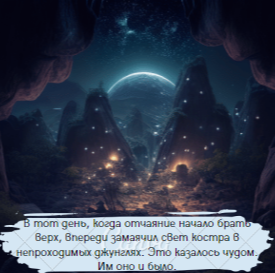 В тот день, когда отчаяние начало брать
верх, впереди замаячил свет костра в
непроходимых джунглях. Это казалось чудом.
Им оно и было.